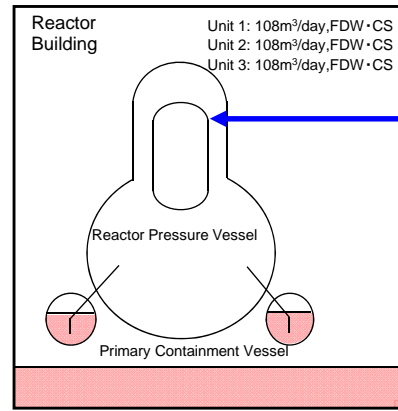 Reactor
Building
Unit 1: 108m³/day,FDW・CS
Unit 2: 108m³/day,FDW・CS
Unit 3: 108m³/day,FDW・CS
Reactor Pressure Vessel
Primary Containment Vessel